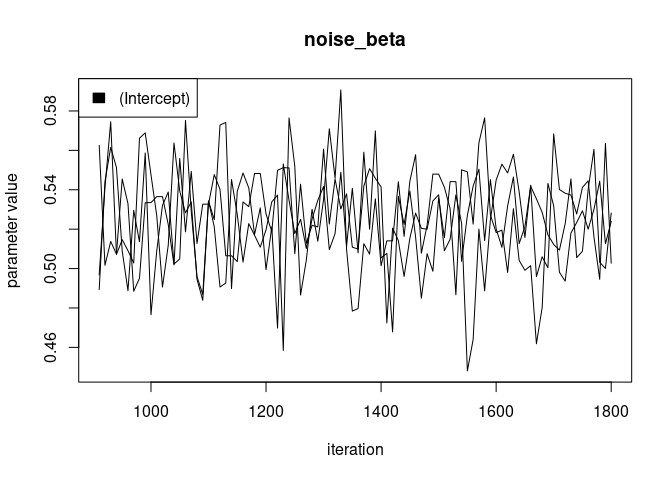 noise_beta
(Intercept)
0.58
0.54
0.50
0.46
parameter value
1000 1200 1400 1600 1800
iteration